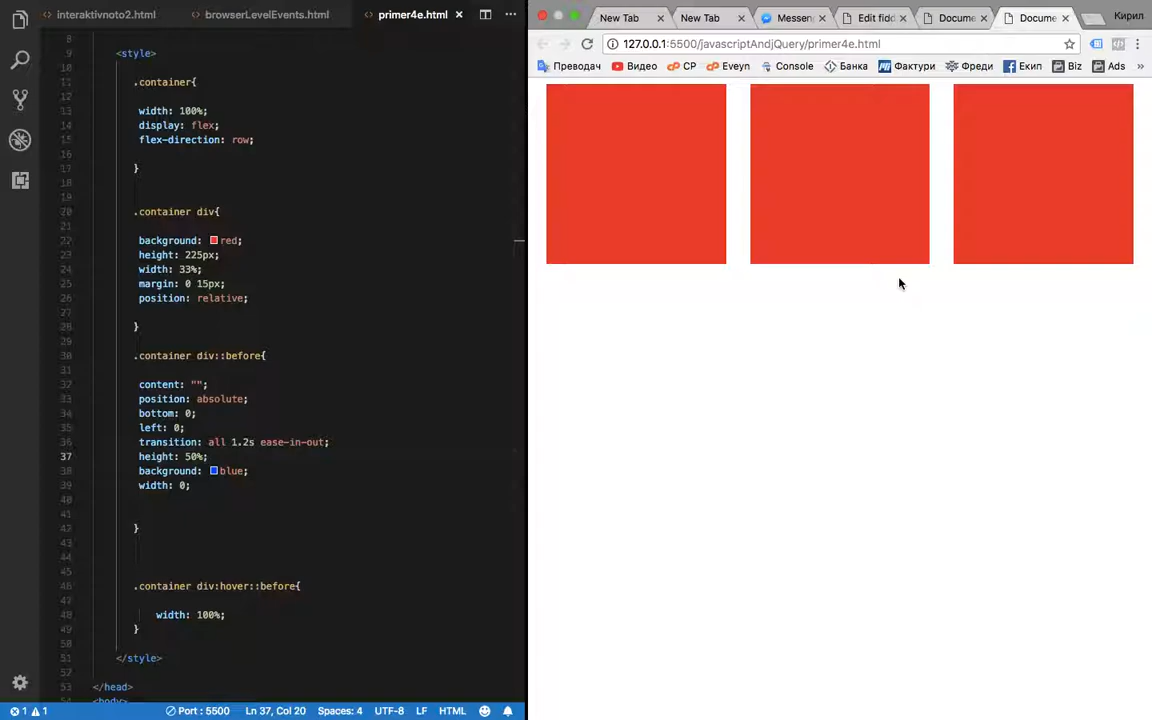 interaktivnoto2.html browserLevelEvents.html primer4e.html
8
9 <style>
10
11 .container{
12
13 width: 100%;
14 display: flex;
15 flex-direction: row;
16
17 }
18
19
20 .container div{
21
22 background: red;
23 height: 225px;
24 width: 33%;
25 margin: 0 15px;
26 position: relative;
27
28 }
29
30 .container div::before{
31
32 content: "";
33 position: absolute;
34 bottom: 0;
35 left: 0;
36 transition: all 1.2s ease-in-out;
37 height: 50%;
38 background: blue;
39 width: 0;
40
41
42 }
43
44
45
46 .container div:hover::before{
47
48 width: 100%;
49 }
50
51 </style>
52
53 </head>
54 <body>
1 1 Port : 5500 Ln 37, Col 20 Spaces: 4 UTF-8 LF HTML
New Tab New Tab Messen Edit fidd Docume Docume Кирил
127.0.0.1:5500/javascriptAndjQuery/primer4e.html
Преводач Видео CP Eveyn Console Банка Фактури Фреди Екип Biz Ads »